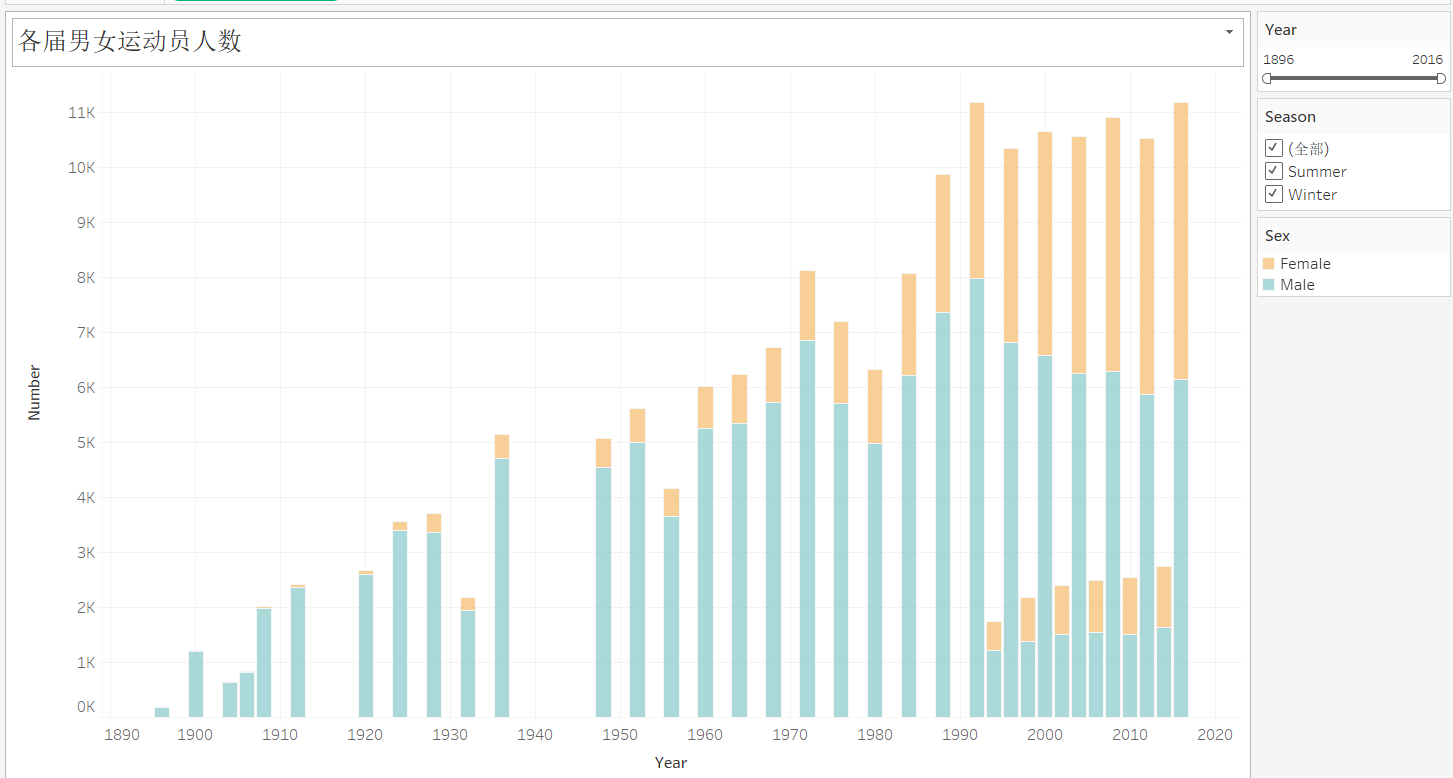 各届男女运动员人数
11K
10K
9K
8K
7K
6K
5K
4K
3K
2K
1K
0K
Number
1890 1900 1910 1920 1930 1940 1950 1960 1970 1980 1990 2000 2010 2020
Year
Year
1896 2016
Season
(全部)
Summer
Winter
Sex
Female
Male